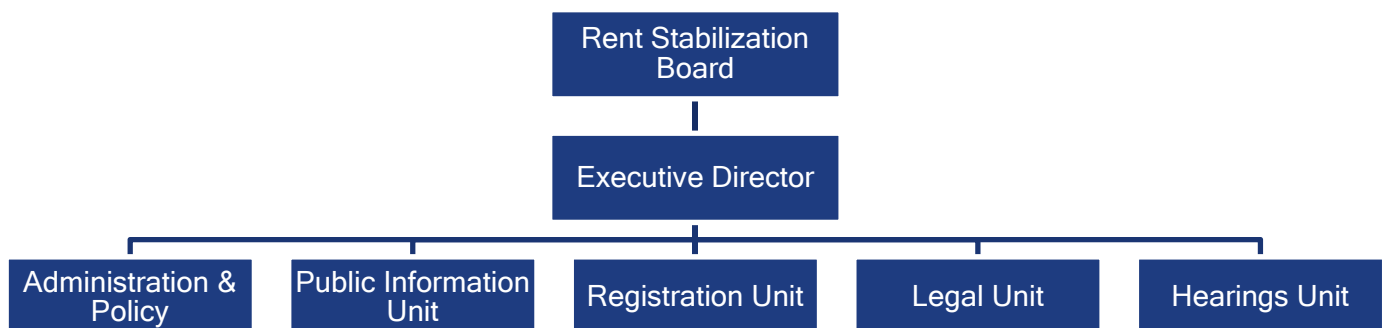 Rent Stabilization
Board
Executive Director
Administration &
Policy
Public Information
Unit
Registration Unit
Legal Unit
Hearings Unit